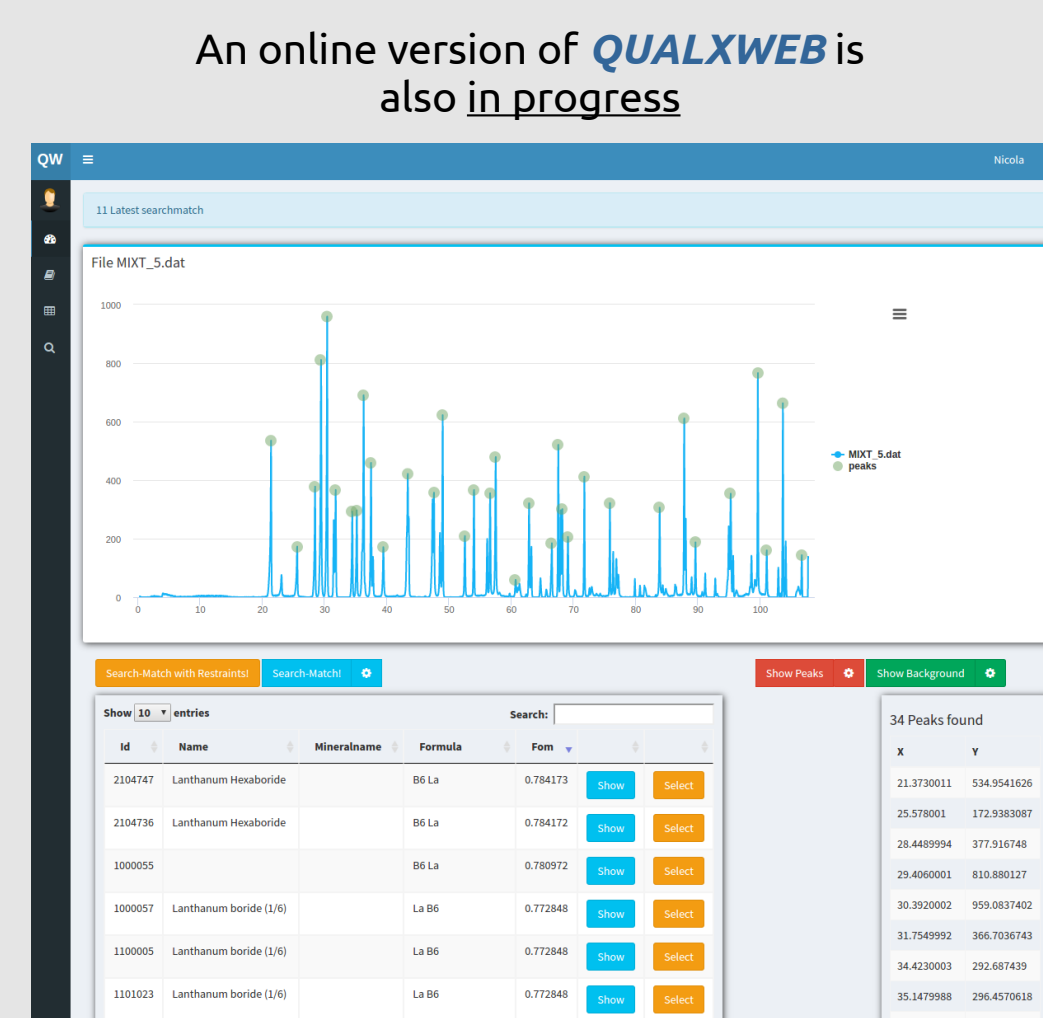 An online version of QUALXWEB is
also in progress
QW
Nicola
11 Latest searchmatch
File MIXT_5.dat
1000
800
600
400
200
0
0 10 20 30 40 50 60 70 80 90 100
MIXT_5.dat
peaks
Search-Match with Restraints! Search-Match! Show Peaks Show Background
Show 10 entries Search:
Id Name Mineralname Formula Fom
2104747 Lanthanum Hexaboride B6 La 0.784173 Show Select
2104736 Lanthanum Hexaboride B6 La 0.784172 Show Select
1000055 B6 La 0.780972 Show Select
1000057 Lanthanum boride (1/6) La B6 0.772848 Show Select
1100005 Lanthanum boride (1/6) La B6 0.772848 Show Select
1101023 Lanthanum boride (1/6) La B6 0.772848 Show Select
34 Peaks found
X Y
21.3730011 534.9541626
25.578001 172.9383087
28.4489994 377.916748
29.4060001 810.880127
30.3920002 959.0837402
31.7549992 366.7036743
34.4230003 292.687439
35.1479988 296.4570618